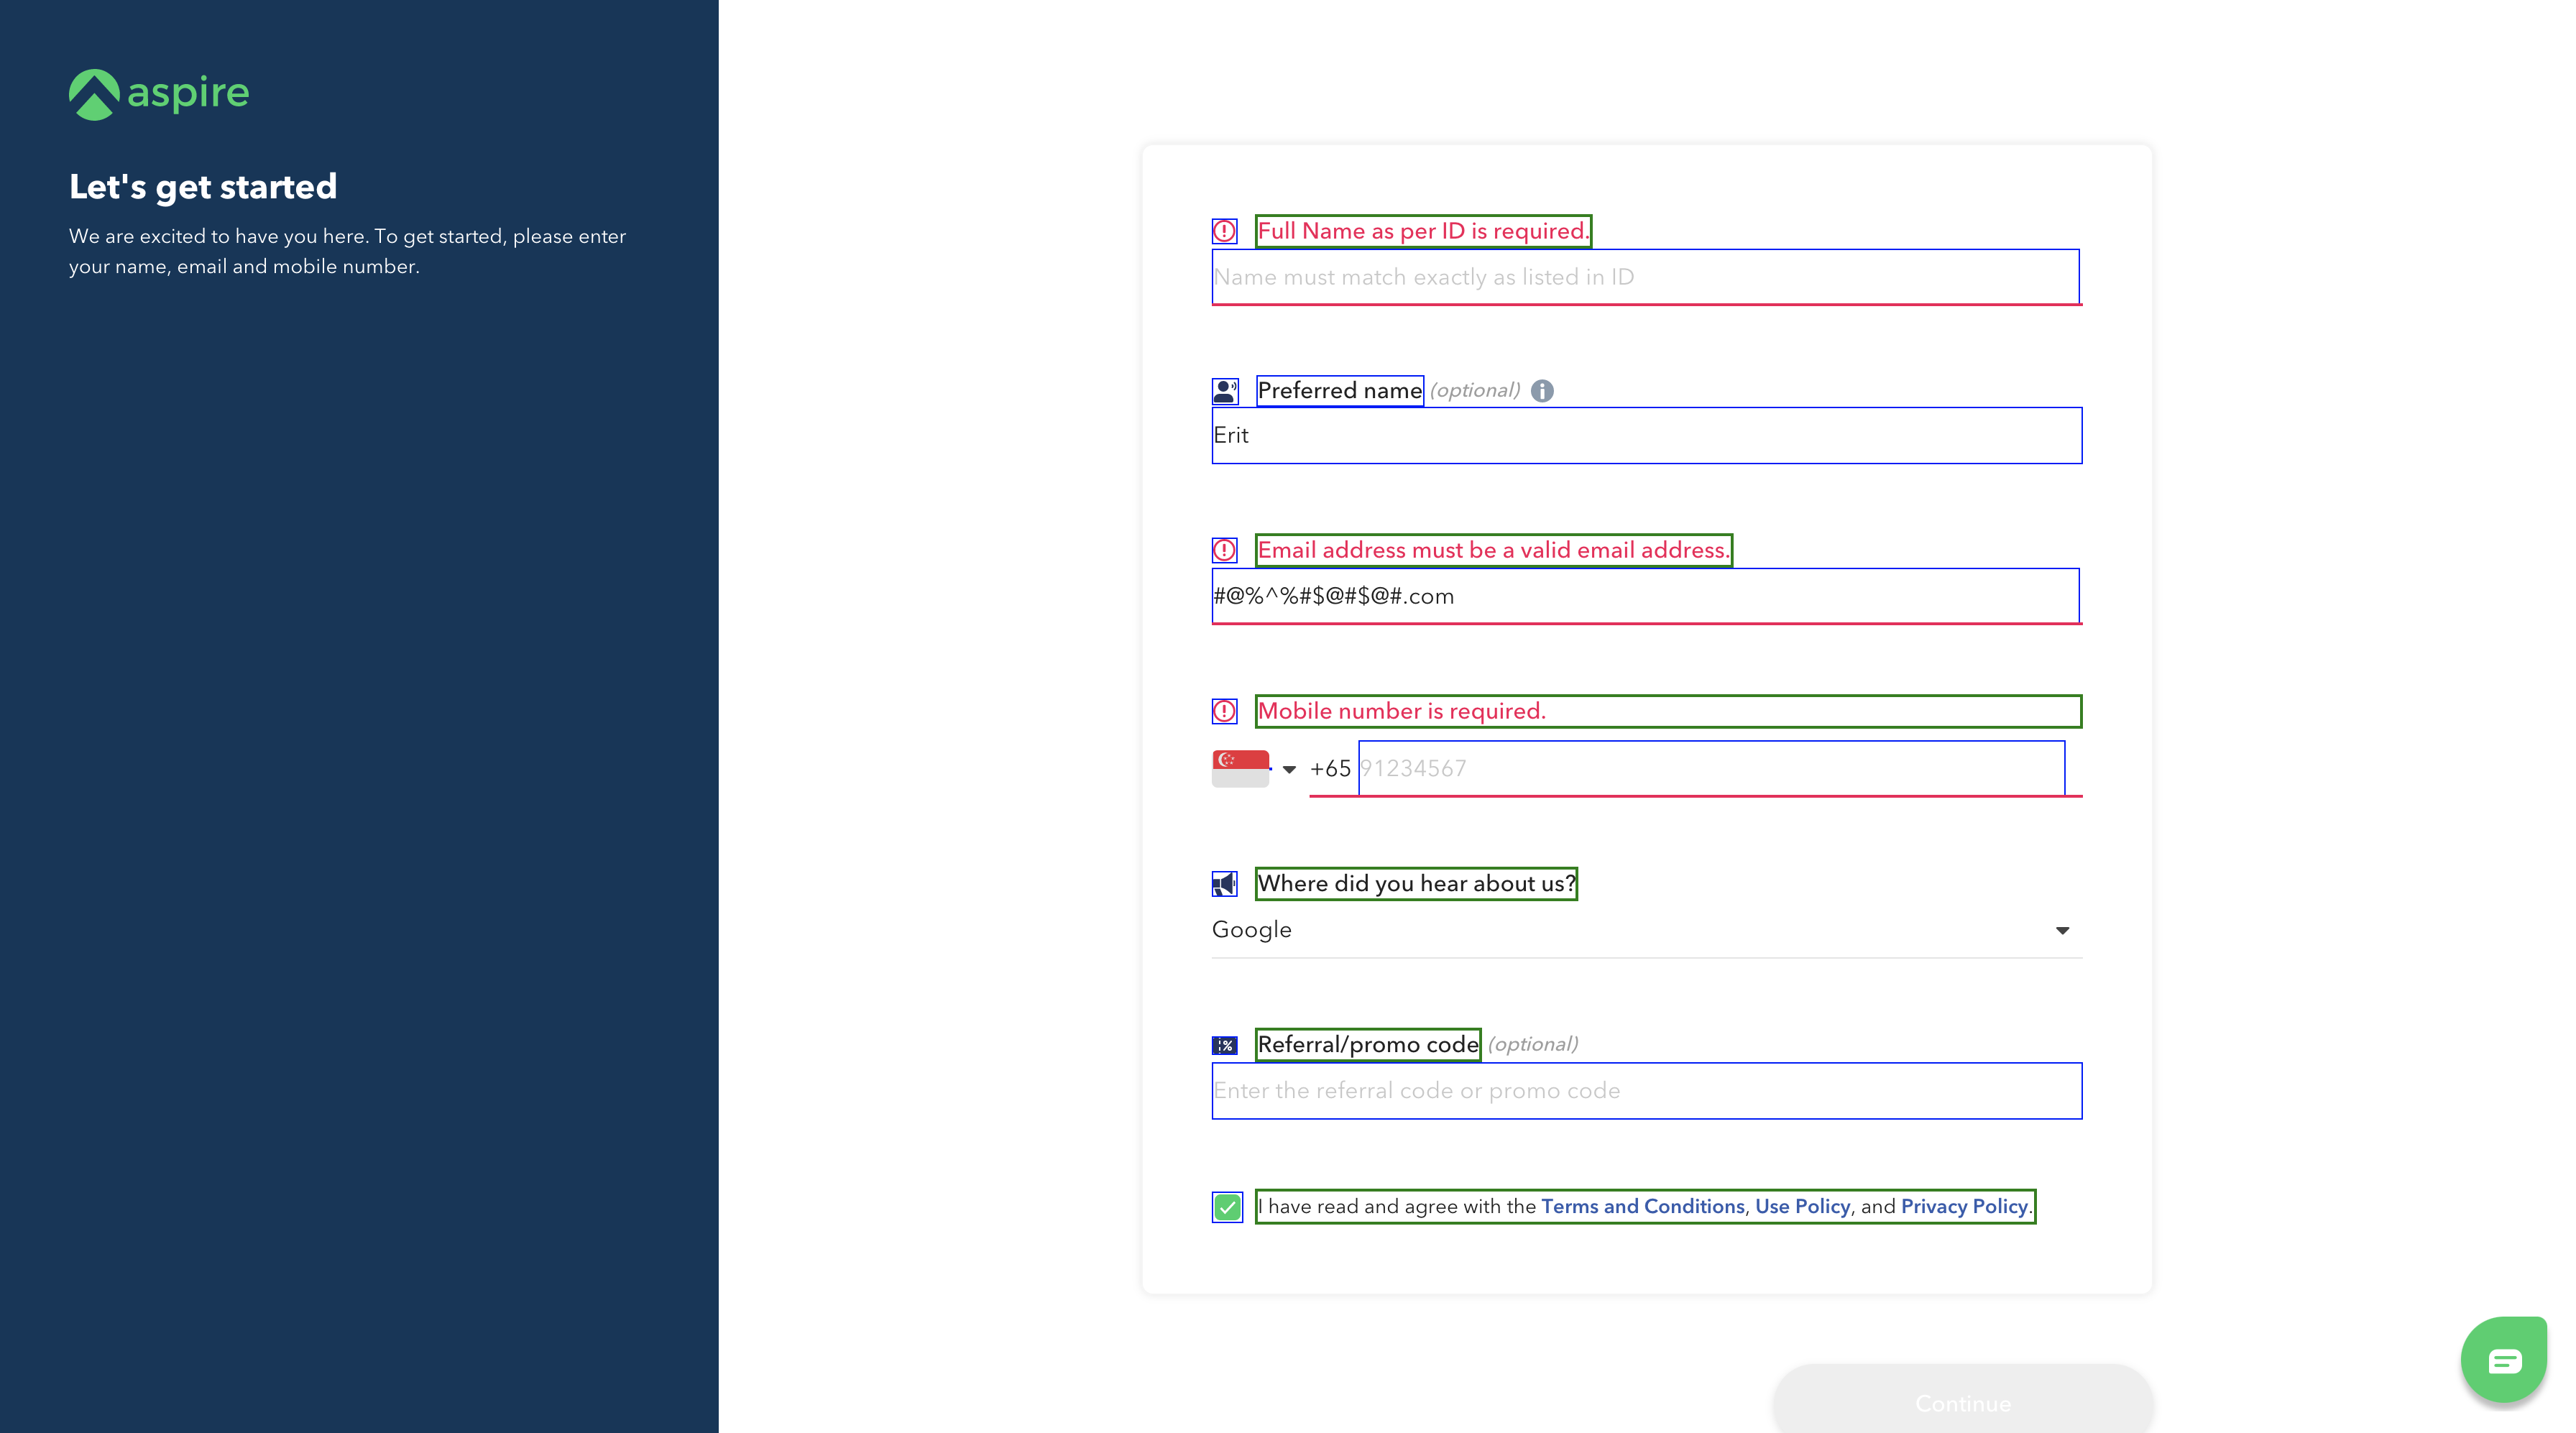 aspire
Let's get started
We are excited to have you here. To get started, please enter
your name, email and mobile number.
Full Name as per ID is required.
Name must match exactly as listed in ID
Preferred name (optional)
Erit
Email address must be a valid email address.
#@%^%#$@#$@#.com
Mobile number is required.
+65 91234567
Where did you hear about us?
Google
Referral/promo code (optional)
Enter the referral code or promo code
I have read and agree with the Terms and Conditions, Use Policy, and Privacy Policy.
Continue